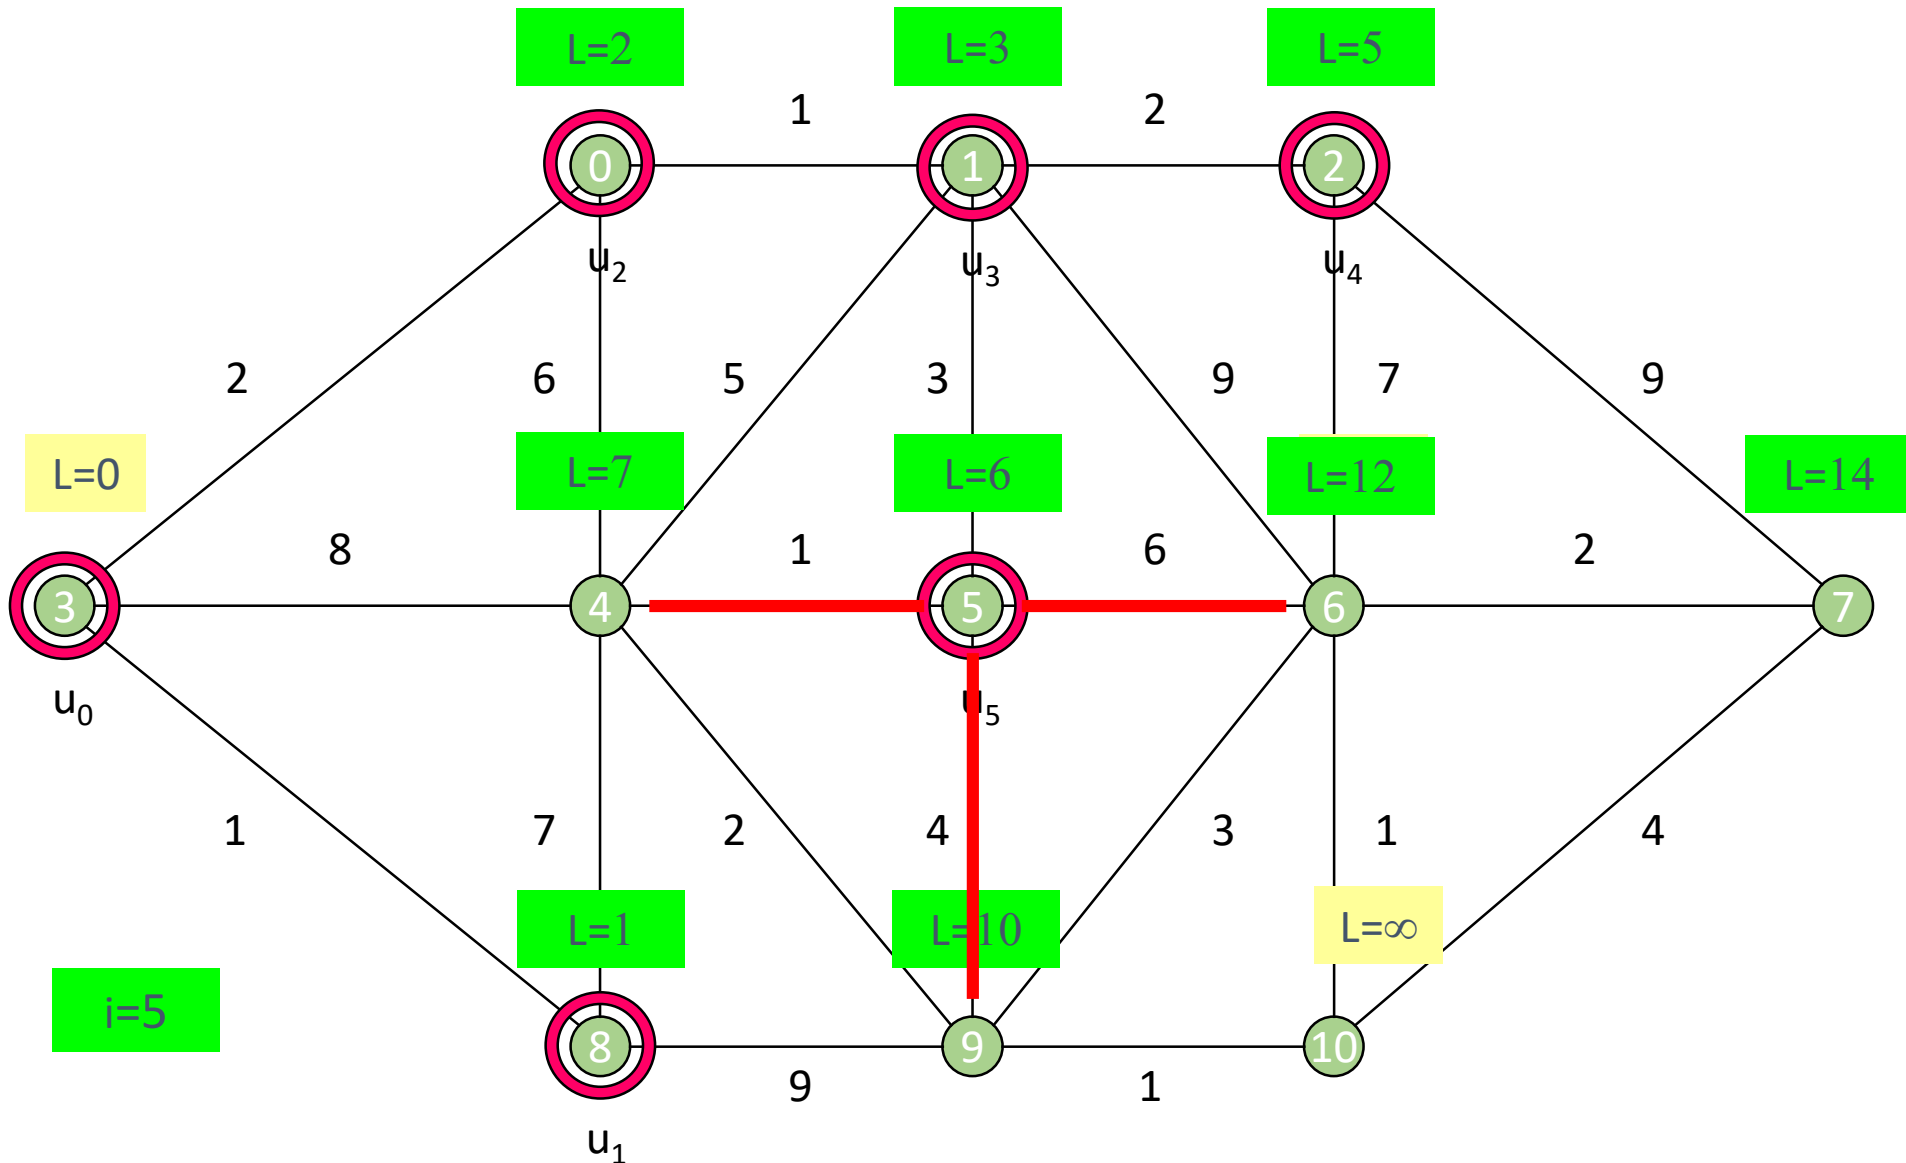 L=2 L=3 L=5
1 2
0 1 2
u2 u3 u4
2 6 5 3 9 7 9
L=0 L=7 L=6 L=12 L=14
8 1 6 2
3 4 5 6 7
u0 u5
1 7 2 4 3 1 4
L=1 L=10 L=∞
i=5
8 9 10
9 1
u1